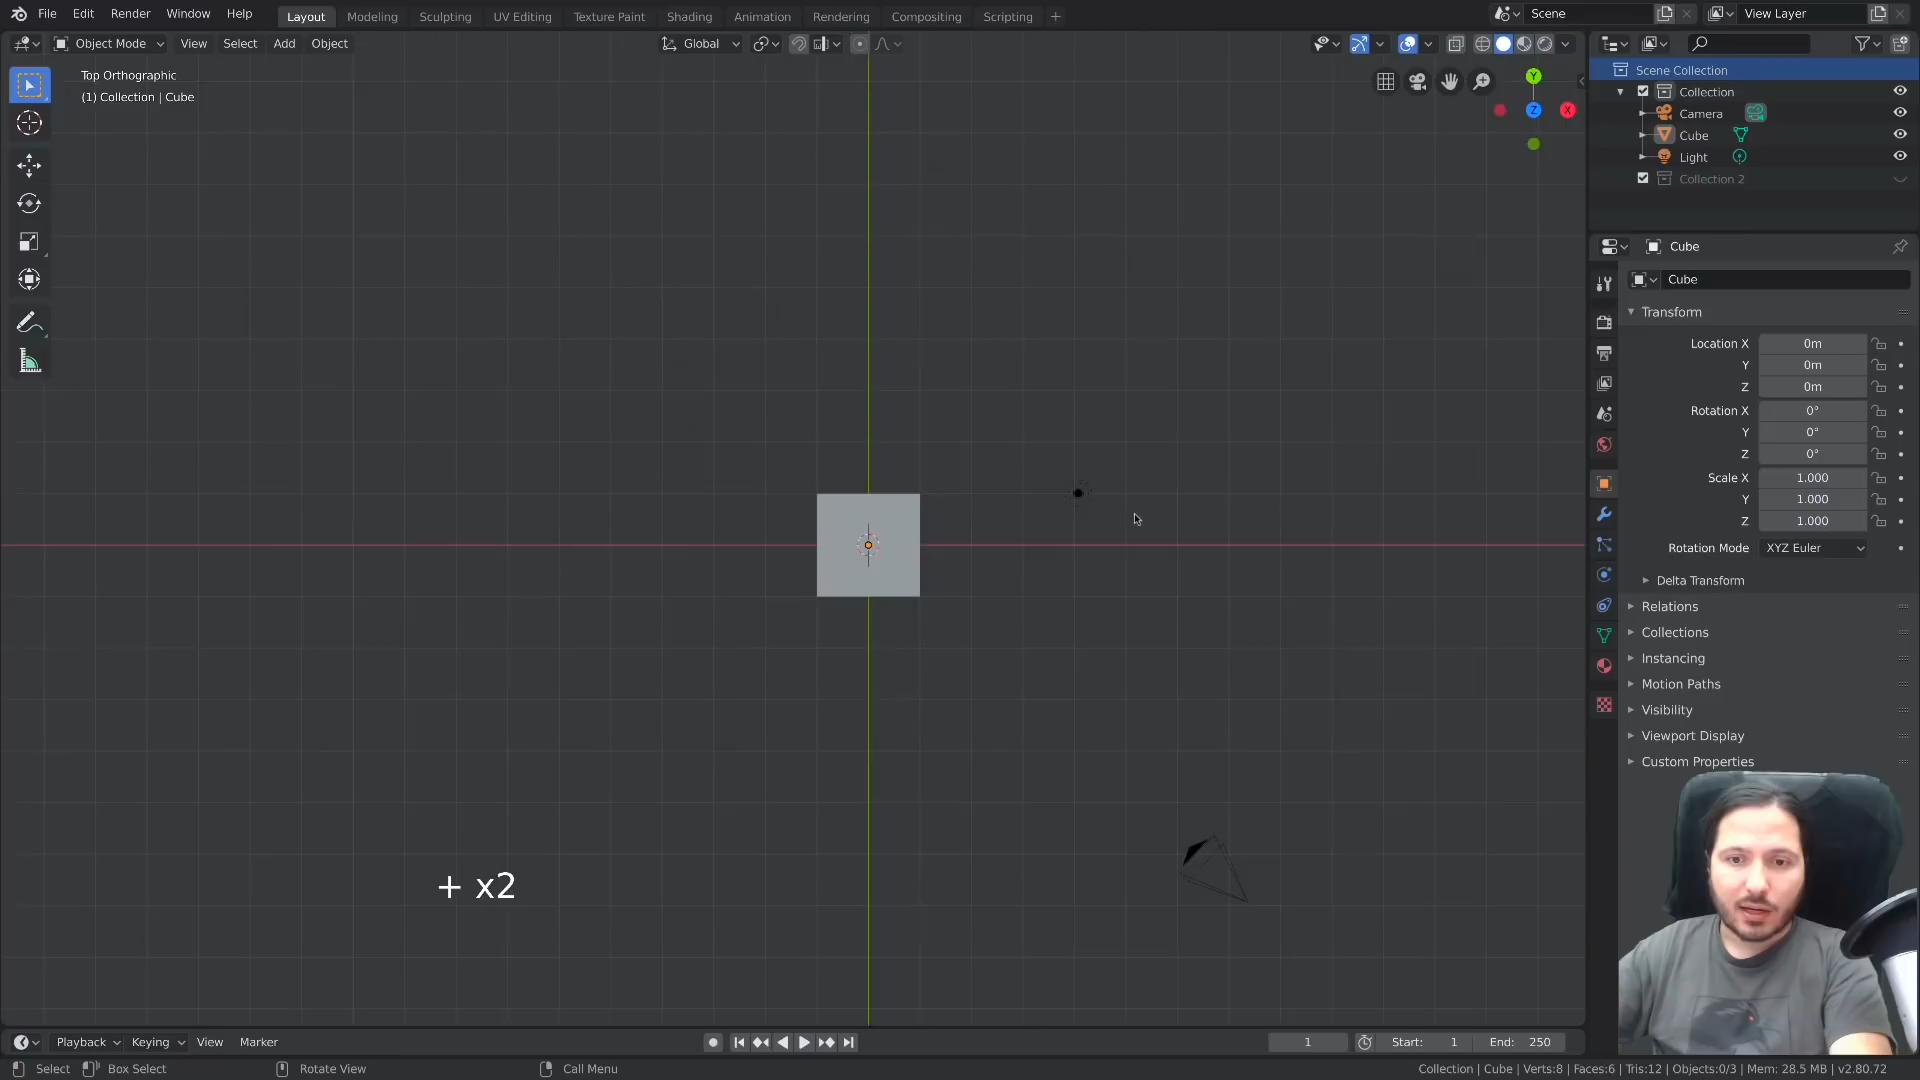 File Edit Render Window Help Layout Modeling Sculpting UV Editing Texture Paint Shading Animation Rendering Compositing Scripting + Scene View Layer
Object Mode View Select Add Object Global
Top Orthographic
(1) Collection | Cube
Y
Z
X
+ x2
Scene Collection
Collection
Camera
Cube
Light
Collection 2
Cube
Cube
Transform
Location X 0m
Y 0m
Z 0m
Rotation X 0°
Y 0°
Z 0°
Scale X 1.000
Y 1.000
Z 1.000
Rotation Mode XYZ Euler
Delta Transform
Relations
Collections
Instancing
Motion Paths
Visibility
Viewport Display
Custom Properties
Playback Keying View Marker 1 Start: 1 End: 250
Select Box Select Rotate View Call Menu Collection | Cube | Verts:8 | Faces:6 | Tris:12 | Objects:0/3 | Mem: 28.5 MB | v2.80.72